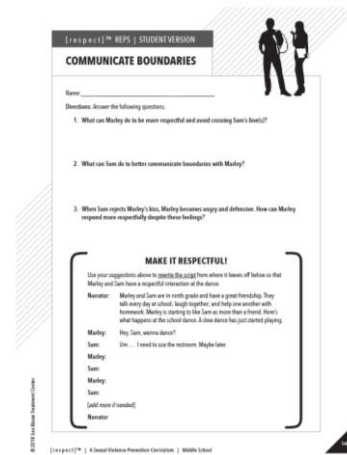 [respect]™ REPS | STUDENT VERSION
COMMUNICATE BOUNDARIES
Name:
Directions: Answer the following questions.
1. What can Marley do to be more respectful and avoid crossing Sam's line(s)?
2. What can Sam do to better communicate boundaries with Marley?
3. When Sam rejects Marley's kiss, Marley becomes angry and defensive. How can Marley
respond more respectfully despite these feelings?
MAKE IT RESPECTFUL!
Use your suggestions above to rewrite the script from where it leaves off below so that
Marley and Sam have a respectful interaction at the dance.
Narrator: Marley and Sam are in ninth grade and have a great friendship. They
talk every day at school; laugh together; and help one another with
homework. Marley is starting to like Sam as more than a friend. Here's
what happens at the school dance. A slow dance has just started playing.
Marley: Hey, Sam, wanna dance?
Sam: Um ... I need to use the restroom. Maybe later.
Marley:
Sam:
Marley:
Sam:
[add more if needed]
Narrator
[respect]™ | A Sexual Violence Prevention Curriculum | Middle School